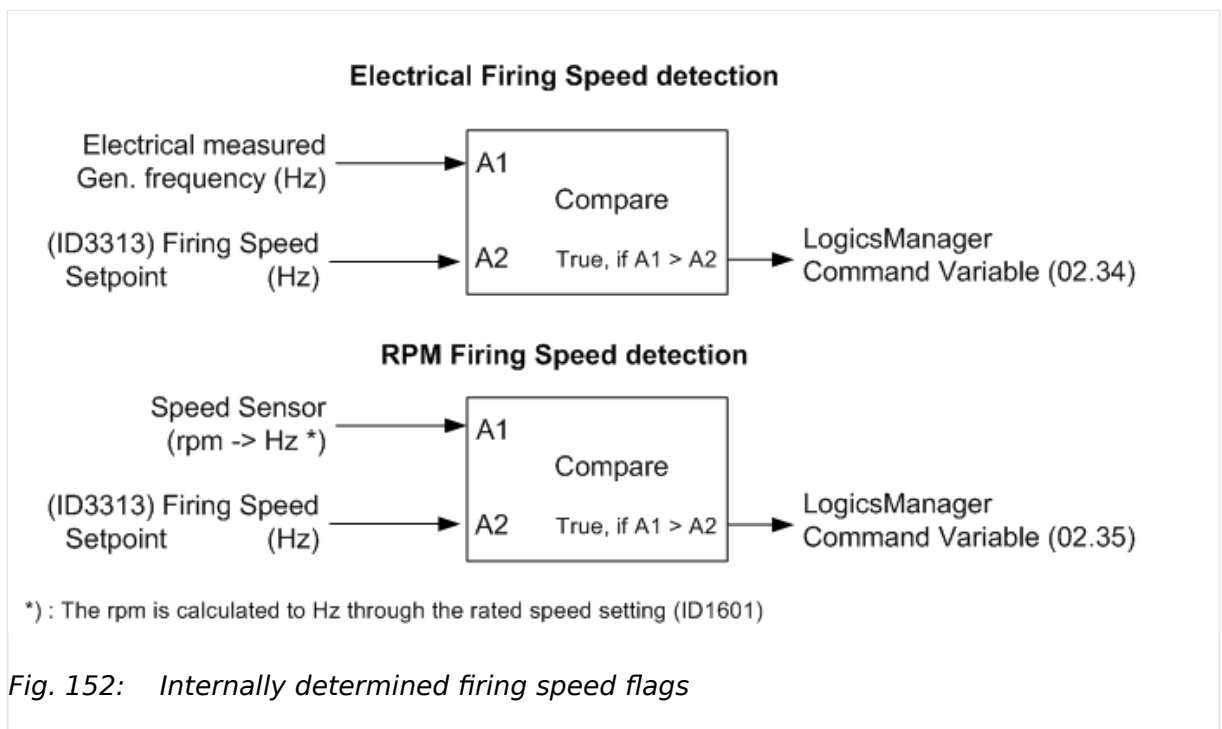 Electrical Firing Speed detection
Electrical measured
Gen. frequency (Hz)
A1
Compare
(ID3313) Firing Speed
Setpoint (Hz)
A2 True, if A1 > A2
LogicsManager
Command Variable (02.34)
RPM Firing Speed detection
Speed Sensor
(rpm -> Hz *)
A1
Compare
(ID3313) Firing Speed
Setpoint (Hz)
A2 True, if A1 > A2
LogicsManager
Command Variable (02.35)
*) : The rpm is calculated to Hz through the rated speed setting (ID1601)
Fig. 152: Internally determined firing speed flags